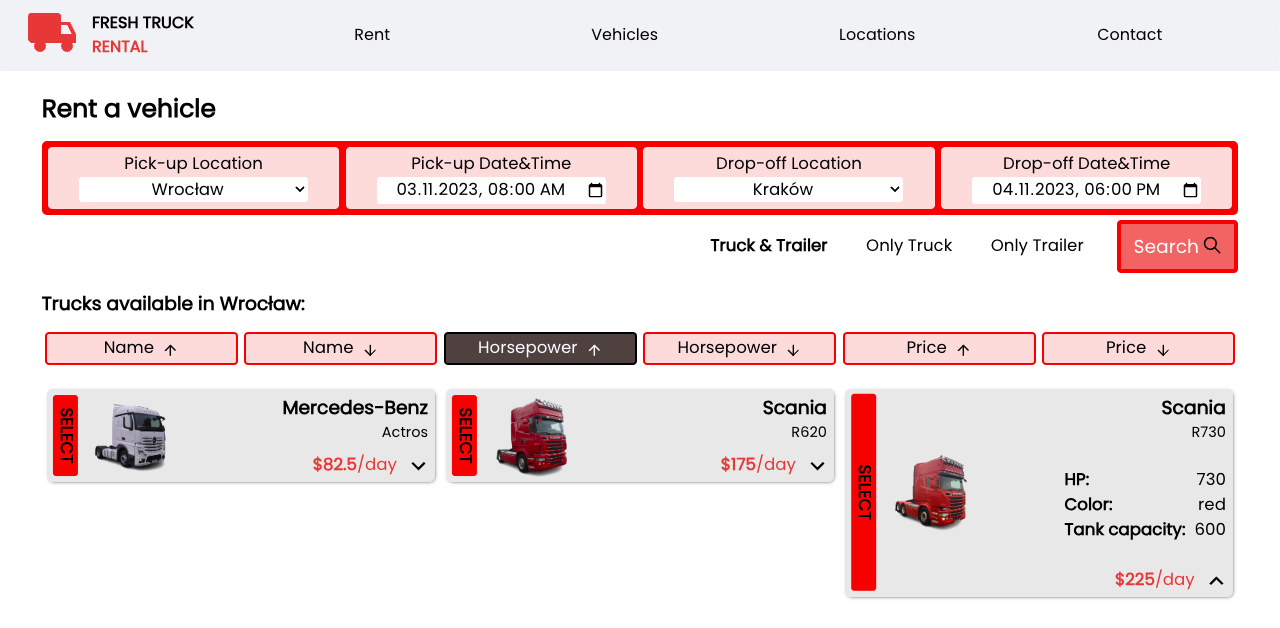 FRESH TRUCK
RENTAL
Rent
Vehicles
Locations
Contact
Rent a vehicle
Pick-up Location
Wrocław
Pick-up Date&Time
03.11.2023, 08:00 AM
Drop-off Location
Kraków
Drop-off Date&Time
04.11.2023, 06:00 PM
Truck & Trailer
Only Truck
Only Trailer
Search
Trucks available in Wrocław:
Name ↑
Name ↓
Horsepower ↑
Horsepower ↓
Price ↑
Price ↓
SELECT
Mercedes-Benz
Actros
$82.5/day
SELECT
Scania
R620
$175/day
SELECT
Scania
R730
HP: 730
Color: red
Tank capacity: 600
$225/day